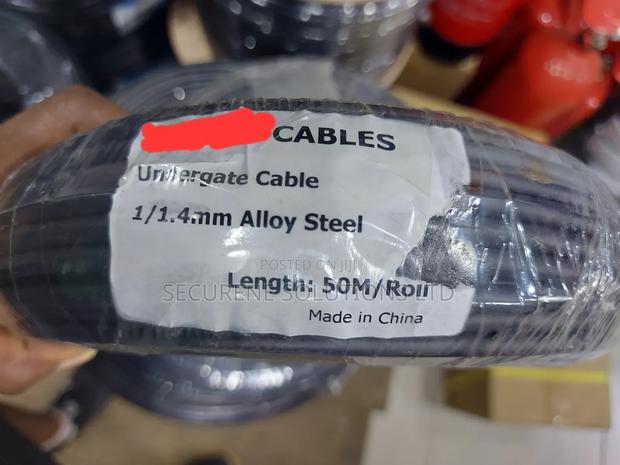 CABLES
Undergate Cable
1/1.4mm Alloy Steel
POSTED ON JIJI
SECURENE SOLUTIONS LTD
Length: 50M/Roll
Made in China